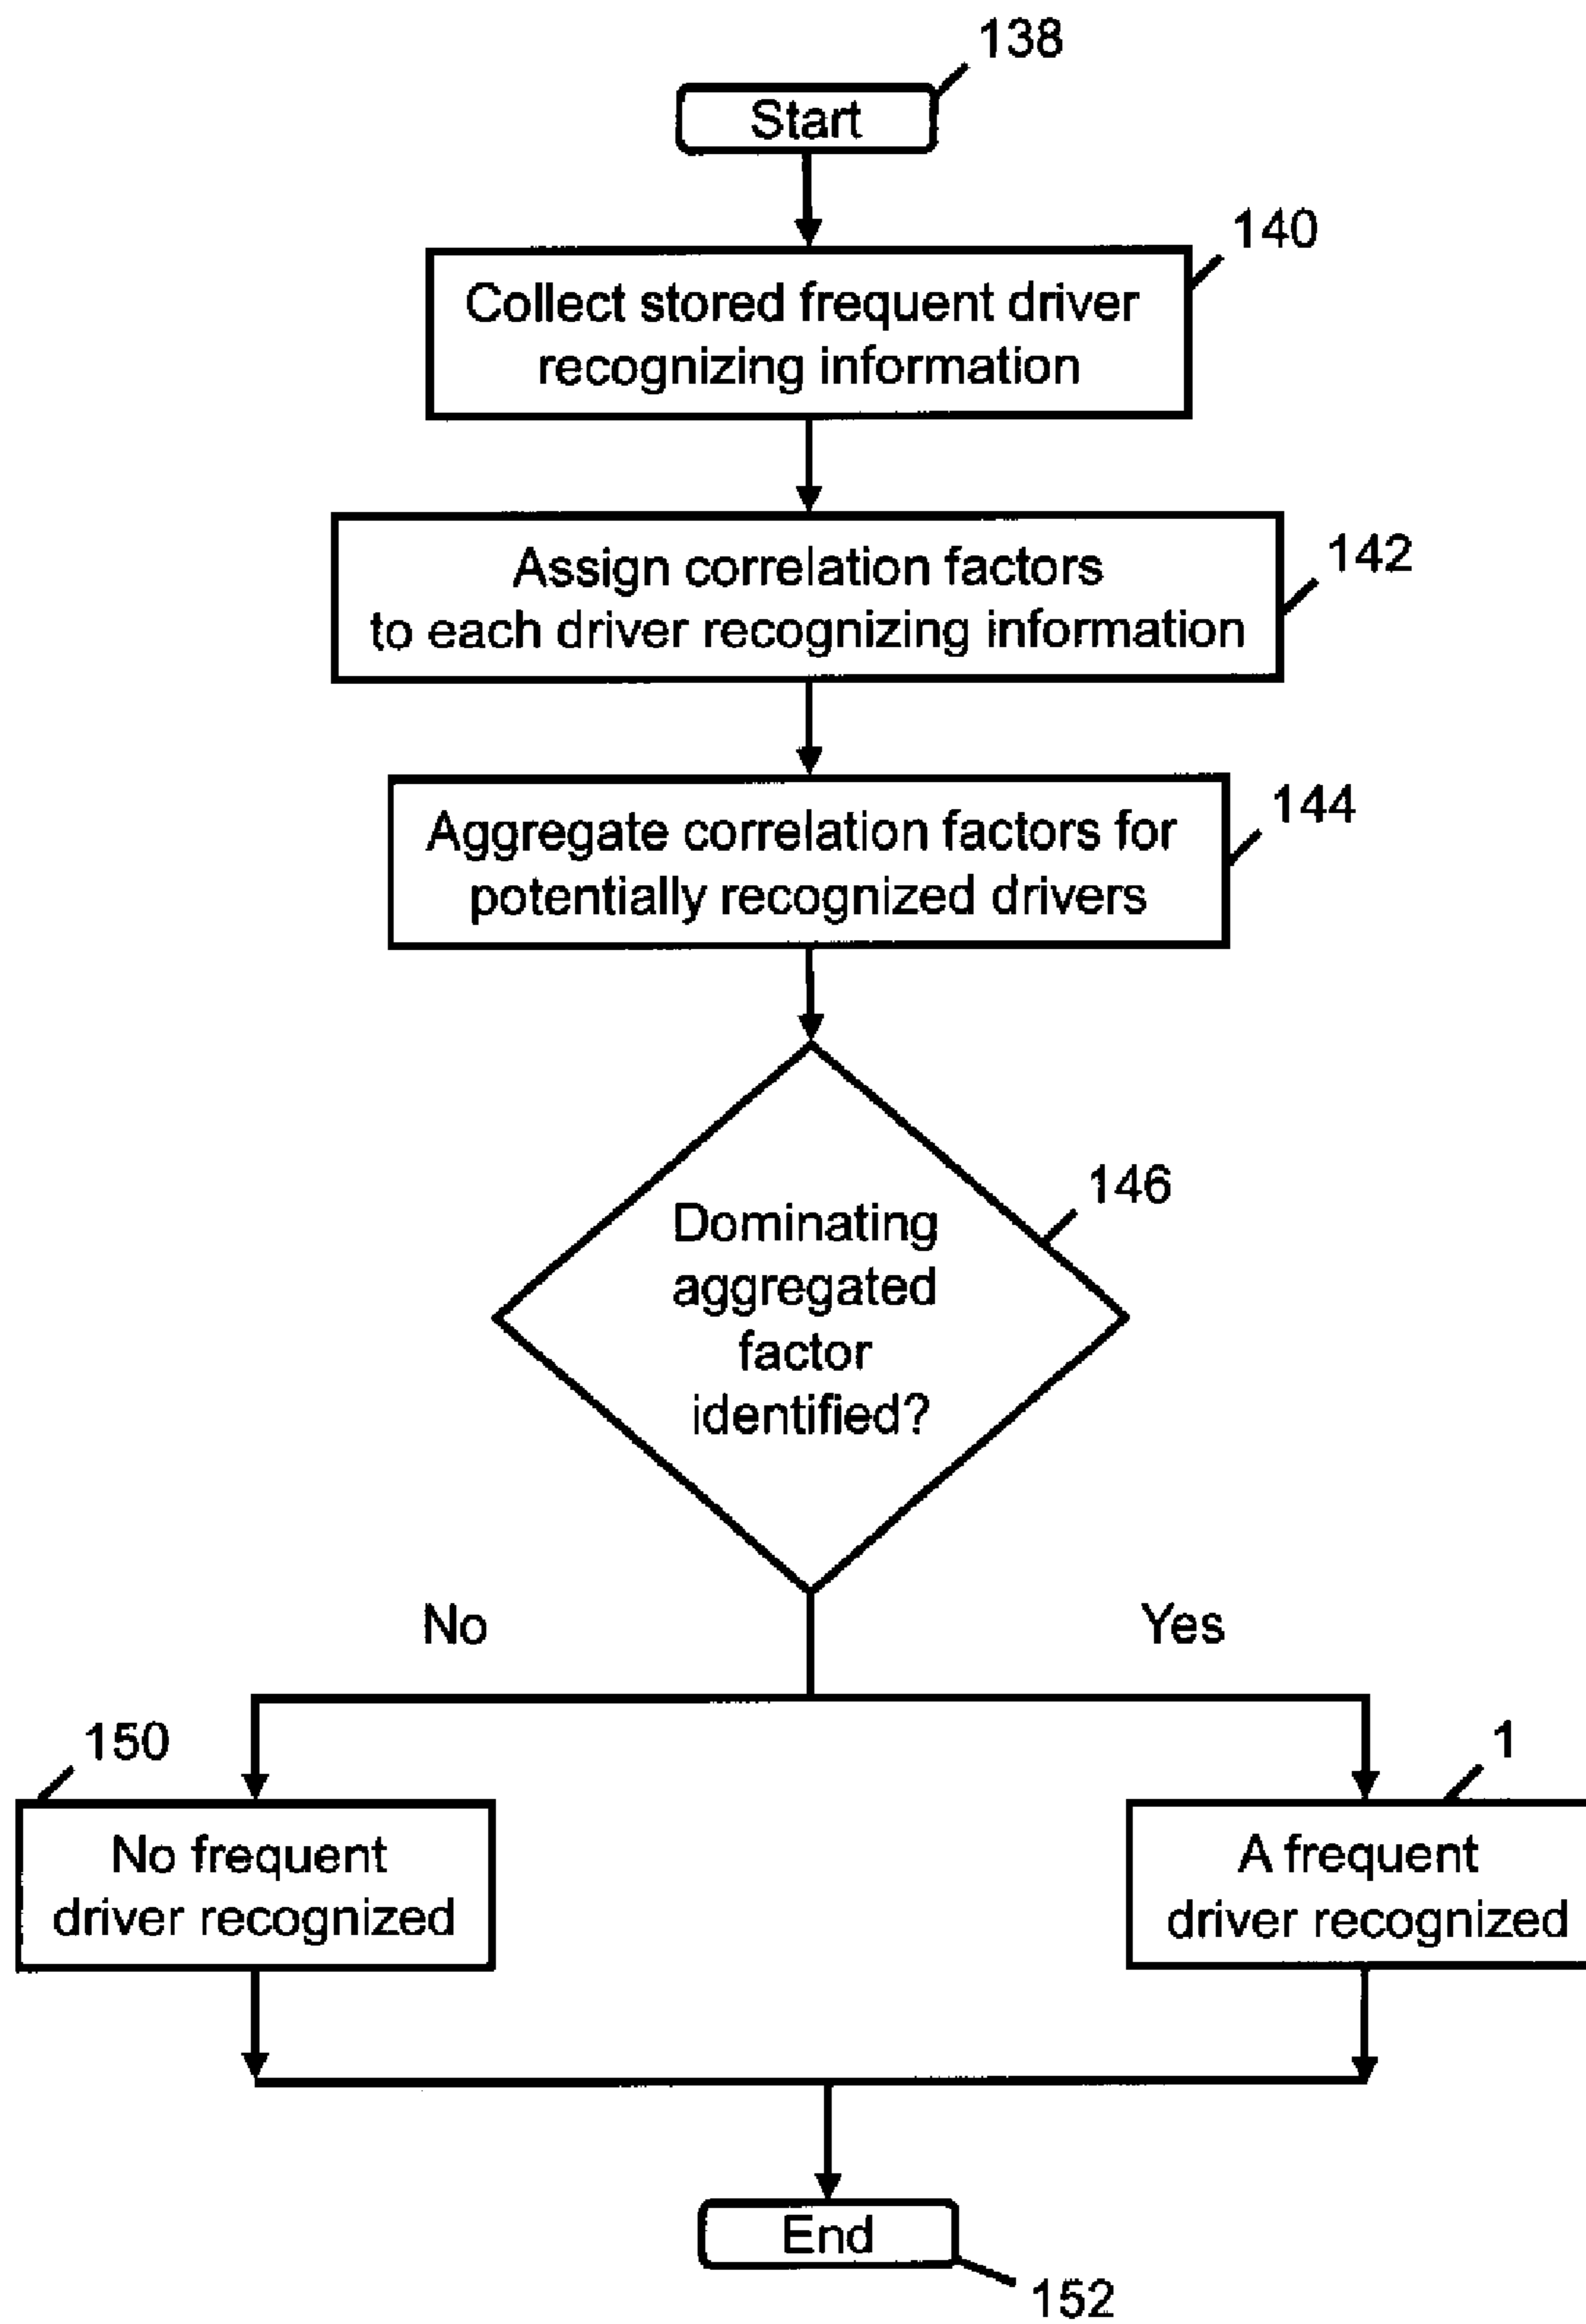 138
Start
140
Collect stored frequent driver
recognizing information
142
Assign correlation factors
to each driver recognizing information
144
Aggregate correlation factors for
potentially recognized drivers
146
Dominating
aggregated
factor
identified?
No
Yes
150
1
No frequent
driver recognized
A frequent
driver recognized
End
152